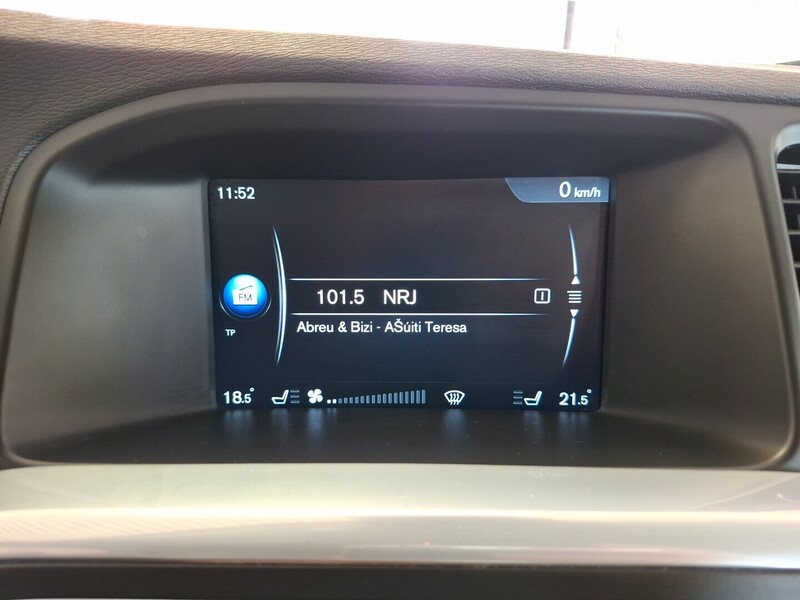 11:52
0 km/h
FM
101.5 NRJ
TP
Abreu & Bizi - AŠúiti Teresa
18.5°
21.5°